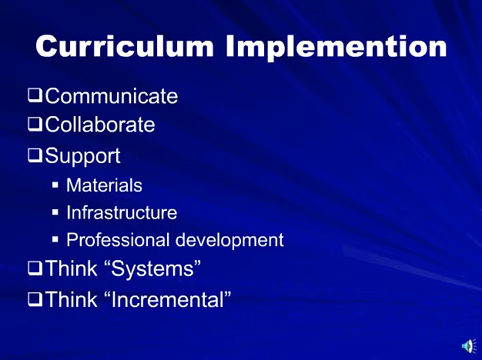 Curriculum Implemention
❑Communicate
❑Collaborate
❑Support
▪ Materials
▪ Infrastructure
▪ Professional development
❑Think “Systems”
❑Think “Incremental”